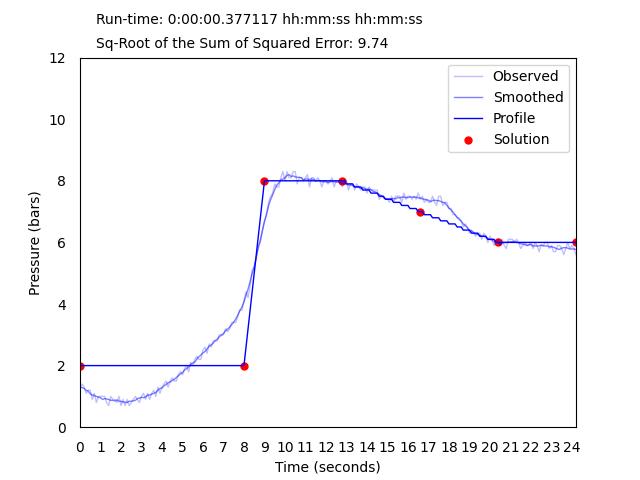 Run-time: 0:00:00.377117 hh:mm:ss hh:mm:ss
Sq-Root of the Sum of Squared Error: 9.74
Observed
Smoothed
Profile
Solution
12
10
8
6
4
2
0
Pressure (bars)
0 1 2 3 4 5 6 7 8 9 10 11 12 13 14 15 16 17 18 19 20 21 22 23 24
Time (seconds)